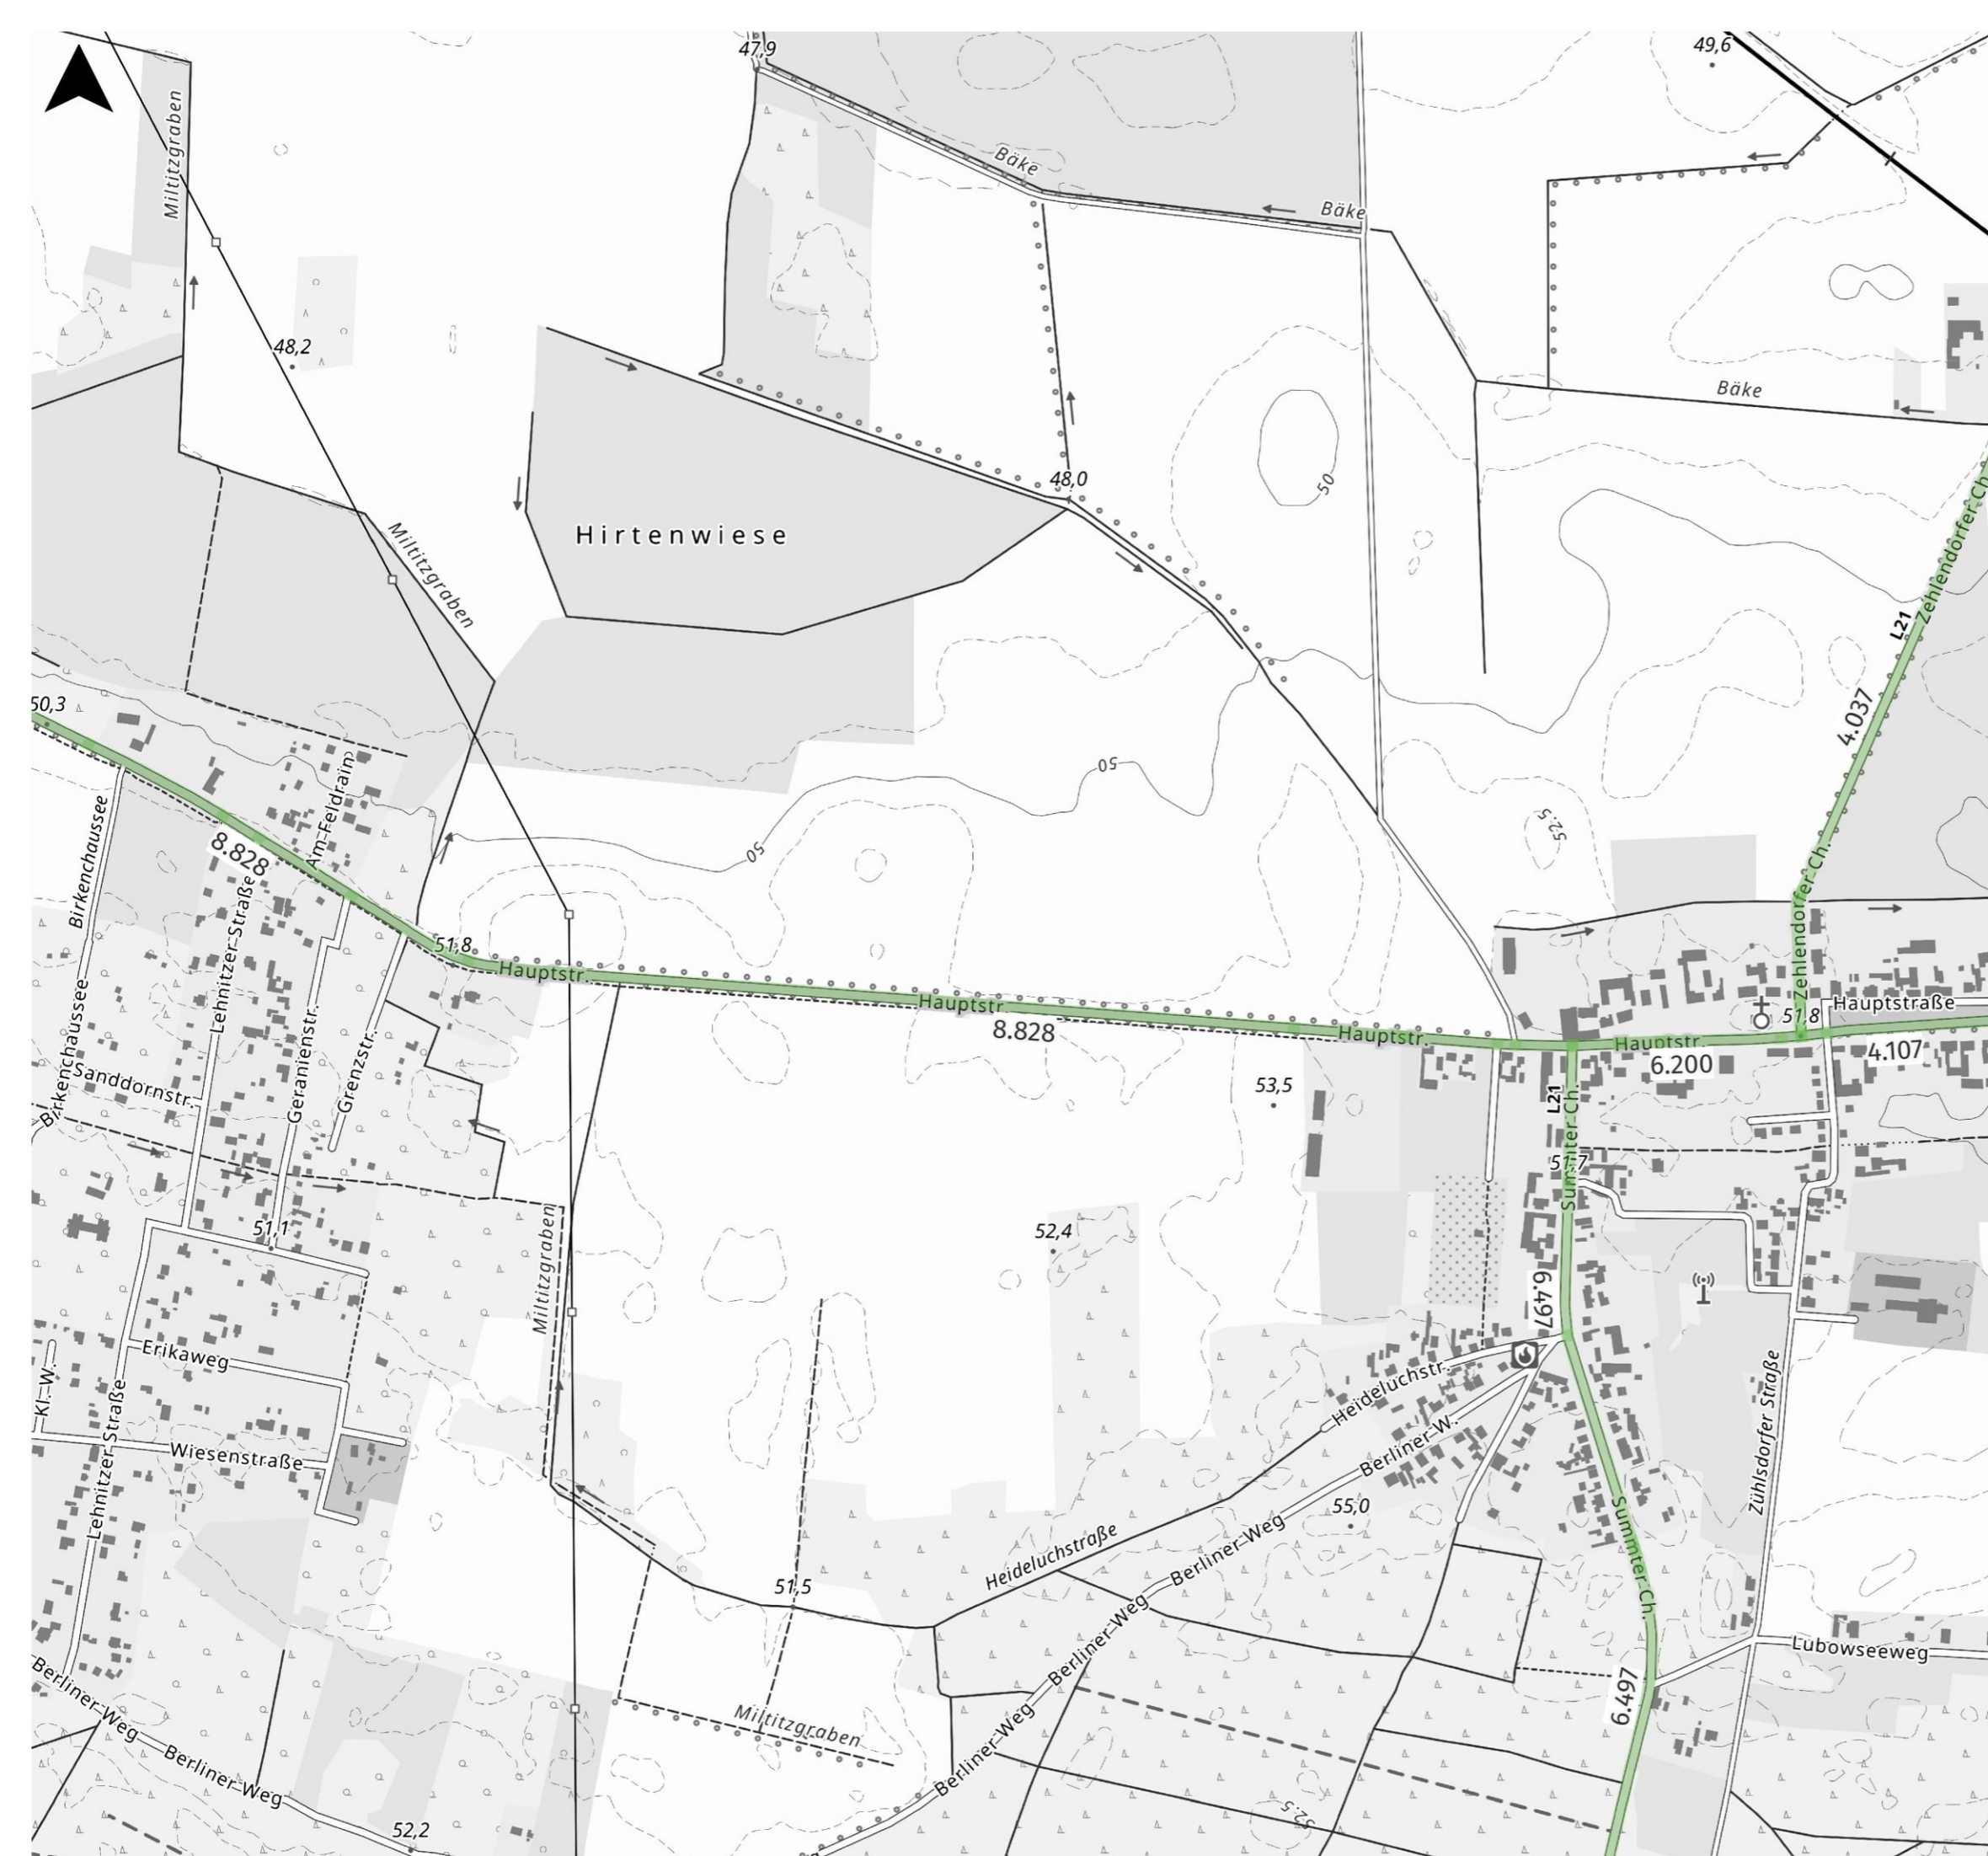 47,9
49,6
Miltitzgraben
Bäke
Bäke
48,2
Bäke
48,0
50
Hirtenwiese
Miltitzgraben
Zehlendorfer Ch.
L21
50,3
4.037
50
Am Feldrain
52.5
8.828
50
Birkenchaussee
Lehnitzer Straße
Zehlendorfer Ch.
51,8
Hauptstr.
Hauptstr.
8.828
Hauptstr.
Hauptstr.
6.200
51,8
Hauptstraße
4.107
Birkenchaussee
Geranienstr.
Grenzstr.
Sanddornstr.
Birkenchaussee
53,5
L21
Sumter Ch.
51,7
51,1
52,4
Miltitzgraben
6.497
Erikaweg
Kl. W.
Lehnitzer Straße
Heideluchstr.
Zühlsdorfer Straße
Wiesenstraße
Berliner W.
55,0
Heideluchstraße
Berliner Weg
Summter Ch.
51,5
Berliner Weg
Lubowseeweg
Berliner Weg
6.497
Miltitzgraben
Berliner Weg
Berliner Weg
52.5
52,2